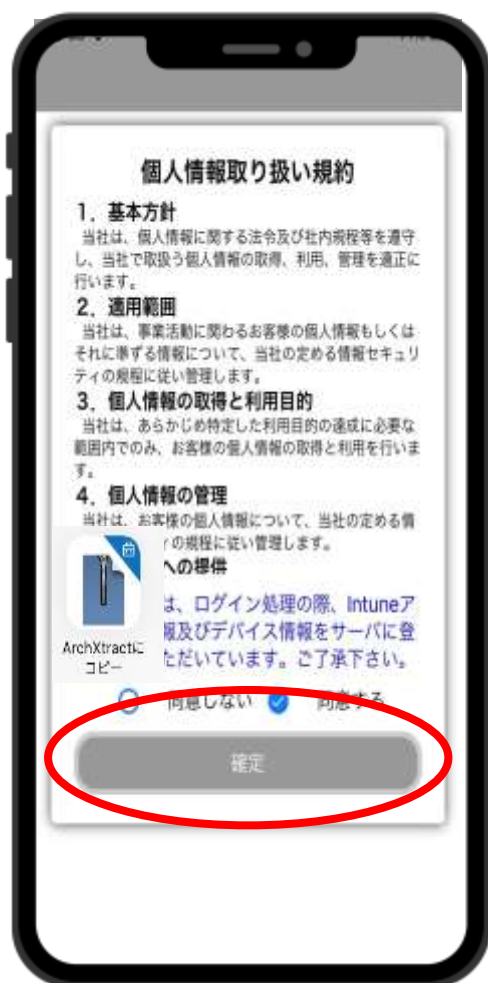 個人情報取り扱い規約
1．基本方針
当社は、個人情報に関する法令及び社内規程等を遵守
し、当社で取扱う個人情報の取得、利用、管理を適正に
行います。
2．適用範囲
当社は、事業活動に関わるお客様の個人情報もしくは
それに準ずる情報について、当社の定める情報セキュリ
ティの規程に従い管理します。
3．個人情報の取得と利用目的
当社は、あらかじめ特定した利用目的の達成に必要な
範囲内でのみ、お客様の個人情報の取得と利用を行いま
す。
4．個人情報の管理
当社は、お客様の個人情報について、当社の定める情
の規程に従い管理します。
への提供
は、ログイン処理の際、Intuneア
報及びデバイス情報をサーバに登
ただいています。ご了承下さい。
ArchXtractに
コピー
同意しない 同意する
確定